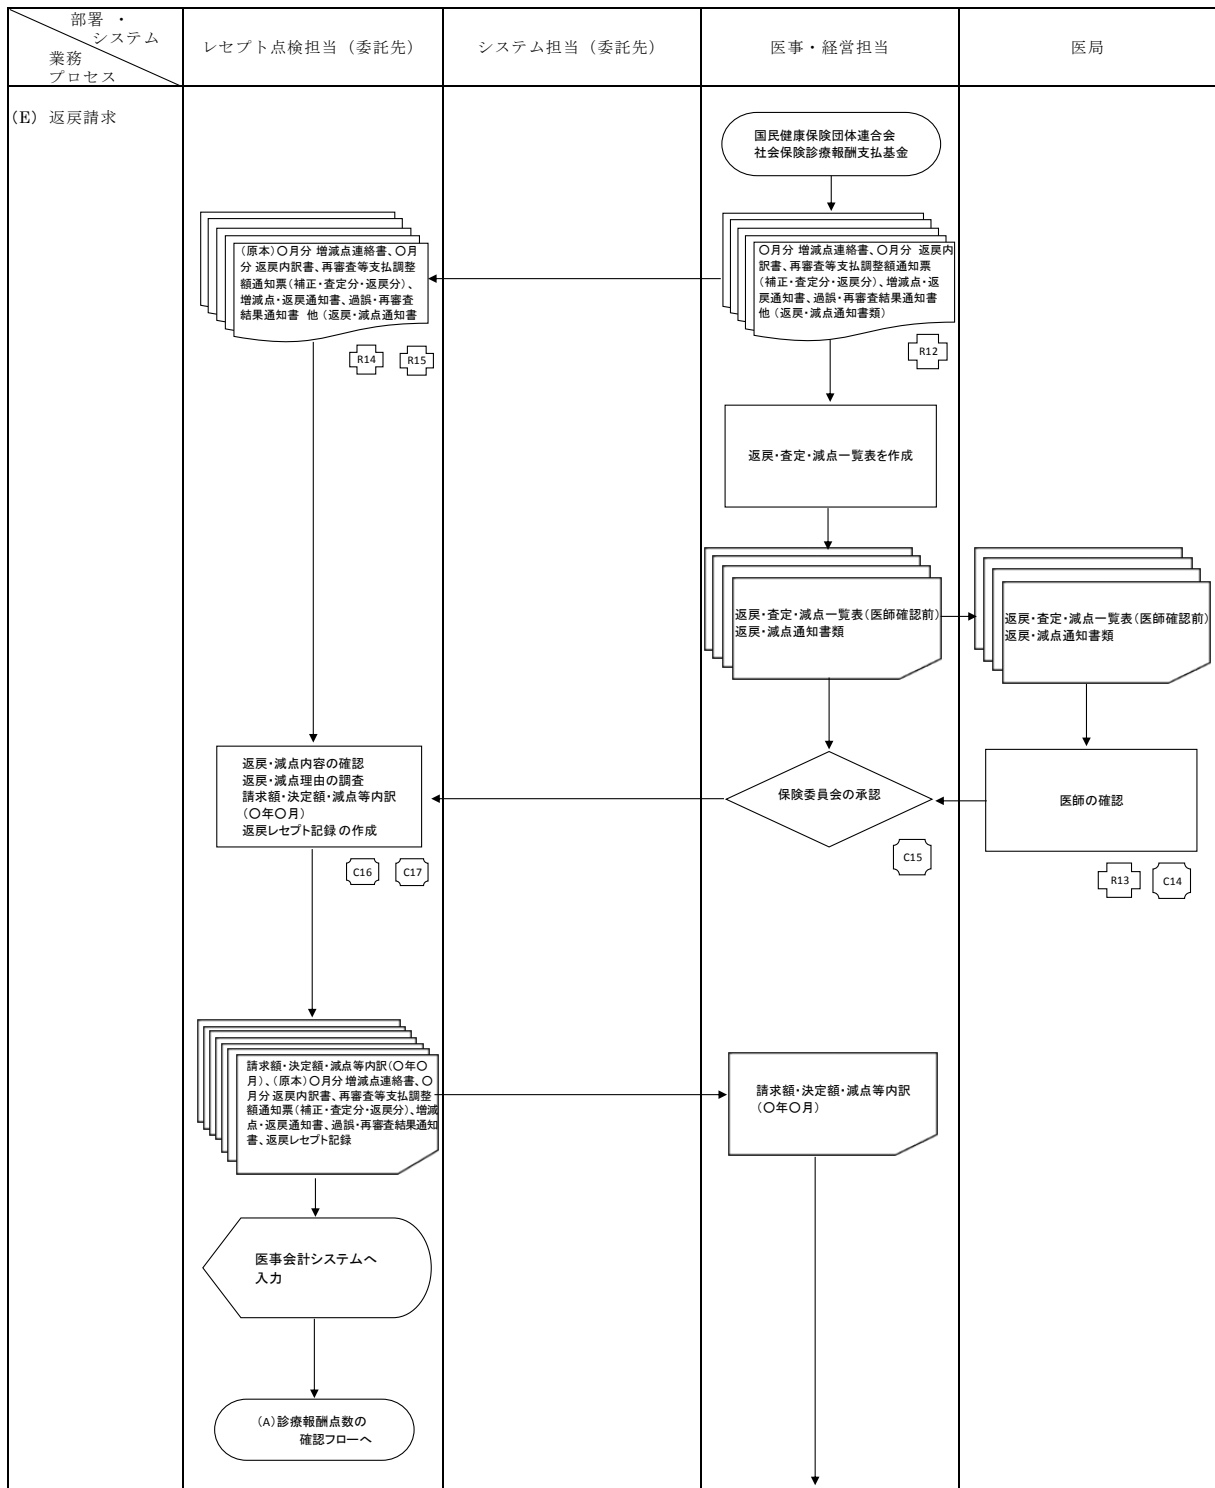 部署 ・
システム
業務
プロセス
レセプト点検担当（委託先）
システム担当（委託先）
医事・経営担当
医局
(E) 返戻請求
国民健康保険団体連合会
社会保険診療報酬支払基金
(原本)〇月分 増減点連絡書、〇月
分 返戻内訳書、再審査等支払調整
額通知票(補正・査定分・返戻分)、
増減点・返戻通知書、過誤・再審査
結果通知書 他 (返戻・減点通知書
R14
R15
〇月分 増減点連絡書、〇月分 返戻内
訳書、再審査等支払調整額通知票
(補正・査定分・返戻分)、増減点・返
戻通知書、過誤・再審査結果通知書
他 (返戻・減点通知書類)
R12
返戻・査定・減点一覧表を作成
返戻・査定・減点一覧表(医師確認前)
返戻・減点通知書類
返戻・査定・減点一覧表(医師確認前)
返戻・減点通知書類
返戻・減点内容の確認
返戻・減点理由の調査
請求額・決定額・減点等内訳
(〇年〇月)
返戻レセプト記録 の作成
C16
C17
保険委員会の承認
C15
医師の確認
R13
C14
請求額・決定額・減点等内訳(〇年〇
月)、(原本)〇月分 増減点連絡書、〇
月分 返戻内訳書、再審査等支払調整
額通知票(補正・査定分・返戻分)、増減
点・返戻通知書、過誤・再審査結果通知
書、返戻レセプト記録
請求額・決定額・減点等内訳
(〇年〇月)
医事会計システムへ
入力
(A)診療報酬点数の
確認フローへ